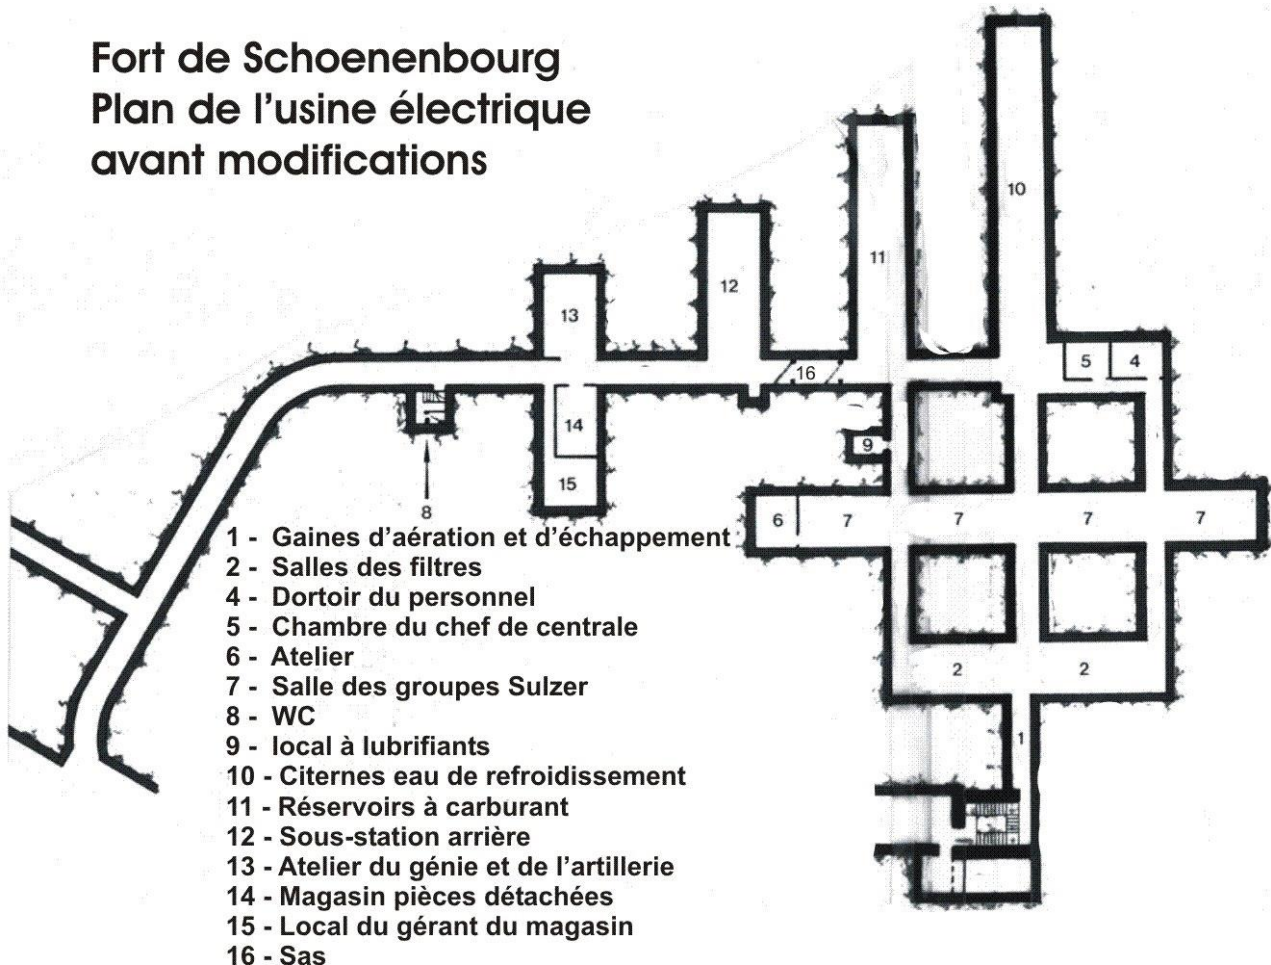 Fort de Schoenenbourg
Plan de l'usine électrique
avant modifications
10
11
12
13
16
5 4
14
9
15
8
6 7 7 7 7
2 2
1
1 - Gaines d'aération et d'échappement
2 - Salles des filtres
4 - Dortoir du personnel
5 - Chambre du chef de centrale
6 - Atelier
7 - Salle des groupes Sulzer
8 - WC
9 - local à lubrifiants
10 - Citernes eau de refroidissement
11 - Réservoirs à carburant
12 - Sous-station arrière
13 - Atelier du génie et de l'artillerie
14 - Magasin pièces détachées
15 - Local du gérant du magasin
16 - Sas